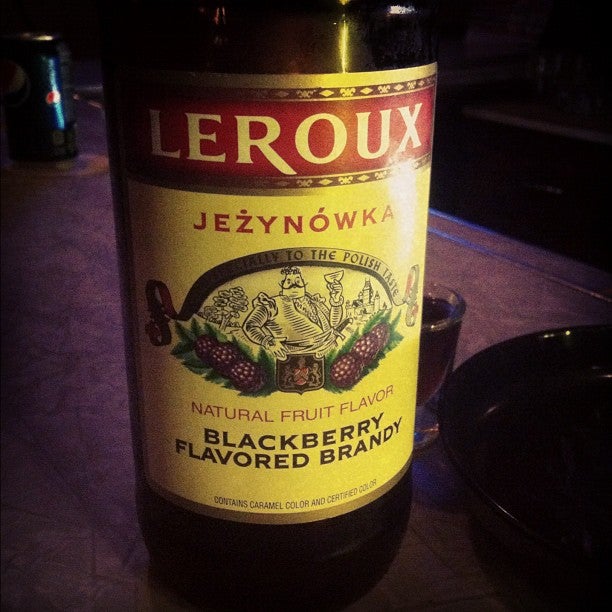 LEROUX
JEŻYNÓWKA
TO THE POLISH TASTE
NATURAL FRUIT FLAVOR
BLACKBERRY
FLAVORED BRANDY
CONTAINS CARAMEL COLOR AND CERTIFIED COLOR